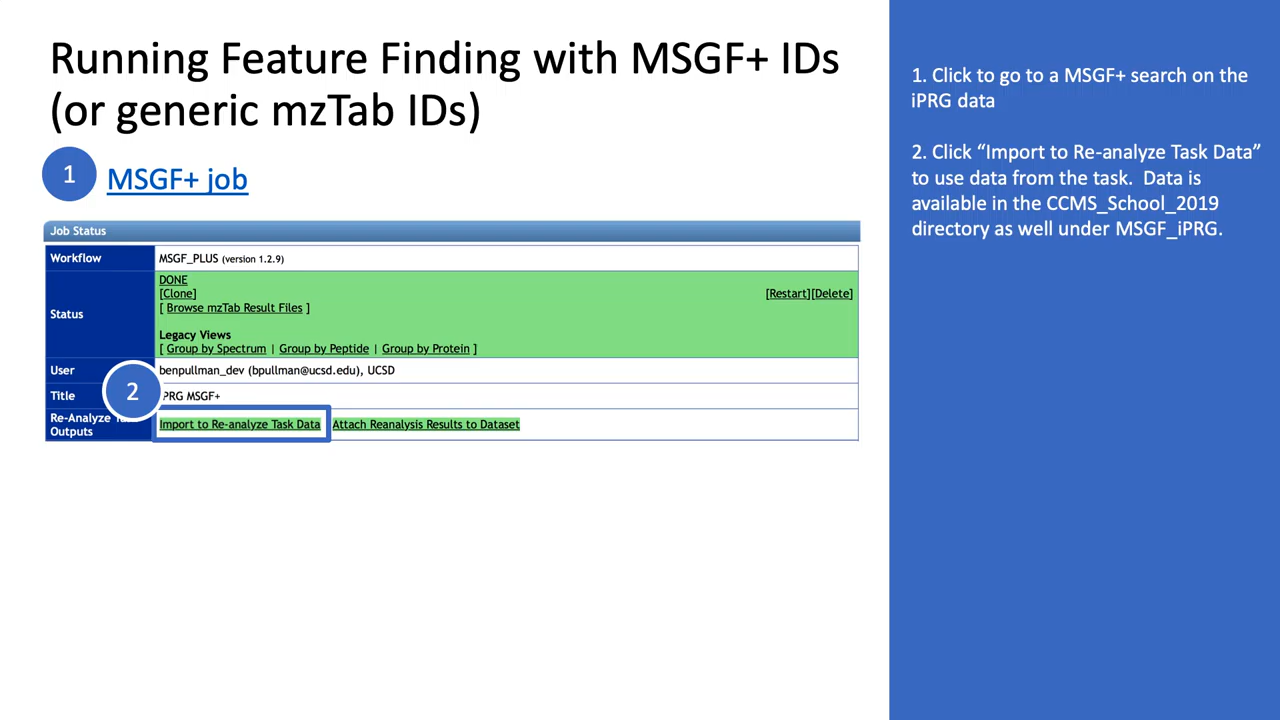 Running Feature Finding with MSGF+ IDs
(or generic mzTab IDs)
1 MSGF+ job
Job Status
Workflow MSGF_PLUS (version 1.2.9)
Status
DONE
[Clone] [Restart][Delete]
[ Browse mzTab Result Files ]
Legacy Views
[ Group by Spectrum | Group by Peptide | Group by Protein ]
User benpullman_dev (bpullman@ucsd.edu), UCSD
Title PRG MSGF+
2
Re-Analyze
Outputs
Import to Re-analyze Task Data Attach Reanalysis Results to Dataset
1. Click to go to a MSGF+ search on the
iPRG data
2. Click “Import to Re-analyze Task Data”
to use data from the task. Data is
available in the CCMS_School_2019
directory as well under MSGF_iPRG.